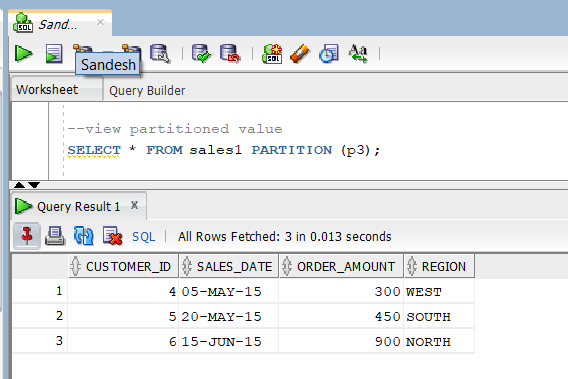 Sand...
SQL
Sandesh
Worksheet Query Builder
--view partitioned value
SELECT * FROM sales1 PARTITION (p3);
Query Result 1
SQL | All Rows Fetched: 3 in 0.013 seconds
CUSTOMER_ID SALES_DATE ORDER_AMOUNT REGION
1 4 05-MAY-15 300 WEST
2 5 20-MAY-15 450 SOUTH
3 6 15-JUN-15 900 NORTH